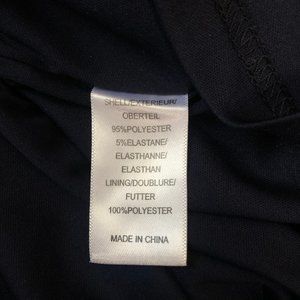 SHELL/EXTERIEUR/
OBERTEIL
95%POLYESTER
5%ELASTANE/
ELASTHANNE/
ELASTHAN
LINING/DOUBLURE/
FUTTER
100%POLYESTER
MADE IN CHINA